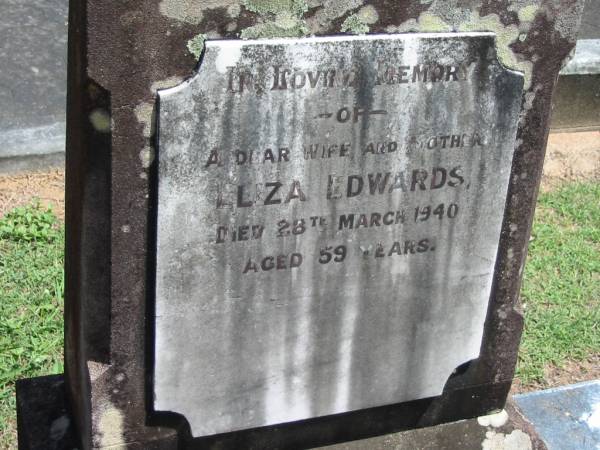 IN LOVING MEMORY
OF
A DEAR WIFE AND MOTHER
ELIZA EDWARDS,
DIED 28TH MARCH 1940
AGED 59 YEARS.